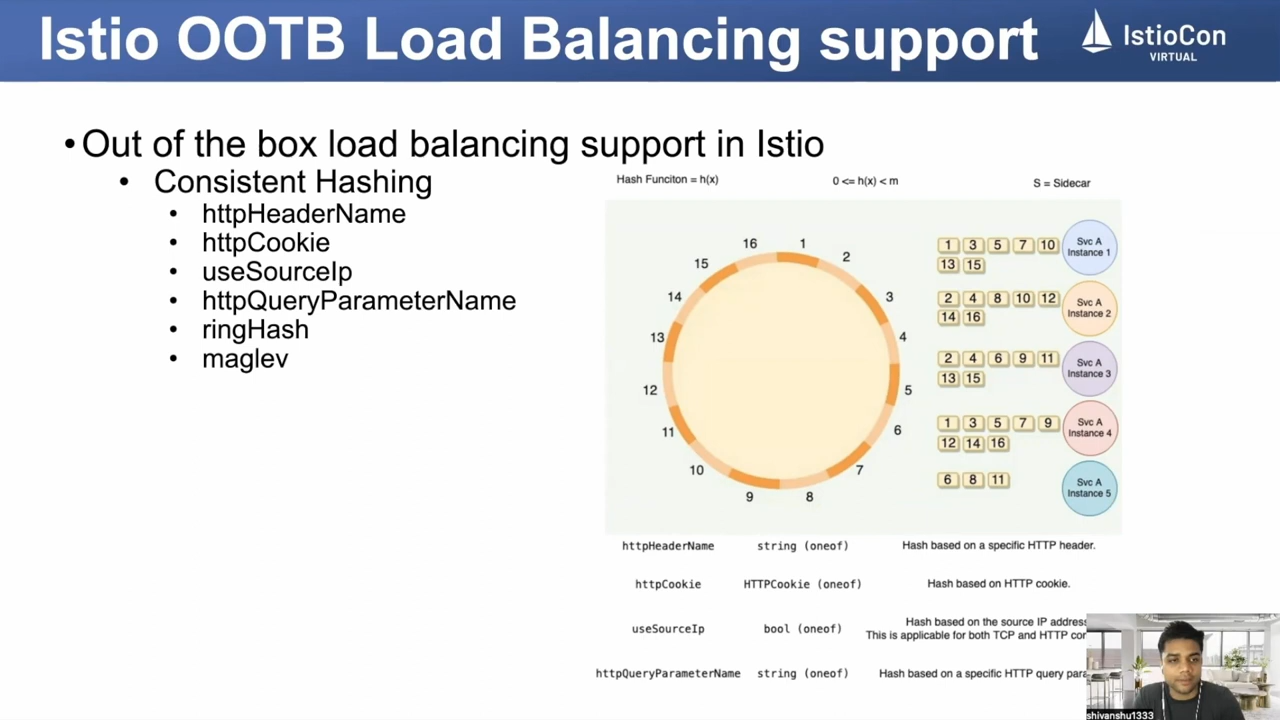 Istio OOTB Load Balancing support
IstioCon
VIRTUAL
• Out of the box load balancing support in Istio
• Consistent Hashing
• httpHeaderName
• httpCookie
• useSourceIp
• httpQueryParameterName
• ringHash
• maglev
Hash Funciton = h(x)
0 <= h(x) < m
S = Sidecar
16
1
2
3
4
5
6
7
8
9
10
11
12
13
14
15
1 3 5 7 10
13 15
Svc A
Instance 1
2 4 8 10 12
14 16
Svc A
Instance 2
2 4 6 9 11
13 15
Svc A
Instance 3
1 3 5 7 9
12 14 16
Svc A
Instance 4
6 8 11
Svc A
Instance 5
httpHeaderName string (oneof) Hash based on a specific HTTP header.
httpCookie HTTPCookie (oneof) Hash based on HTTP cookie.
useSourceIp bool (oneof) Hash based on the source IP address
This is applicable for both TCP and HTTP con
httpQueryParameterName string (oneof) Hash based on a specific HTTP query para
shivanshu1333